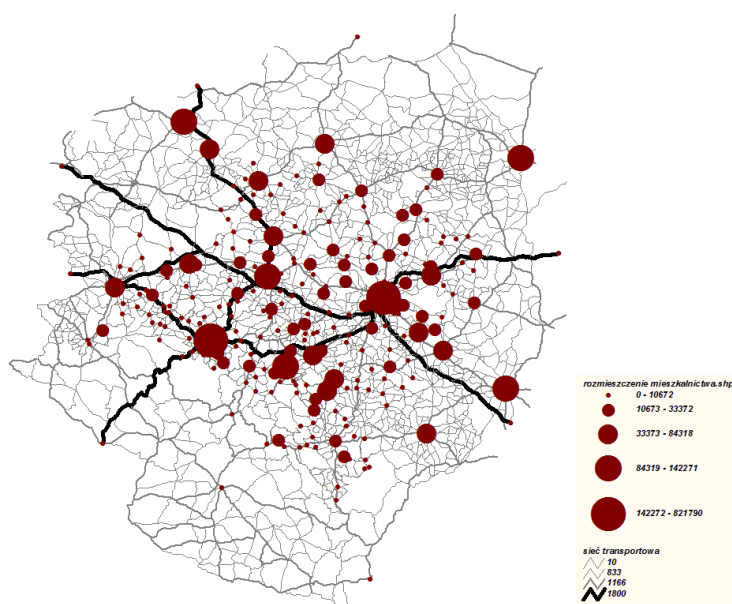 rozmieszczenie mieszkalnictwa.shp
0 - 10672
10673 - 33372
33373 - 84318
84319 - 142271
142272 - 821790
sieć transportowa
10
833
1166
1800